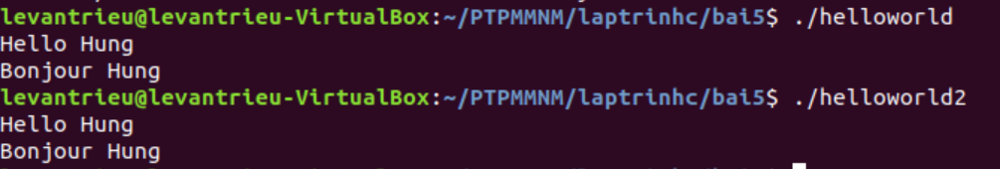 levantrieu@levantrieu-VirtualBox:~/PTPMMNM/laptrinhc/bai5$ ./helloworld
Hello Hung
Bonjour Hung
levantrieu@levantrieu-VirtualBox:~/PTPMMNM/laptrinhc/bai5$ ./helloworld2
Hello Hung
Bonjour Hung